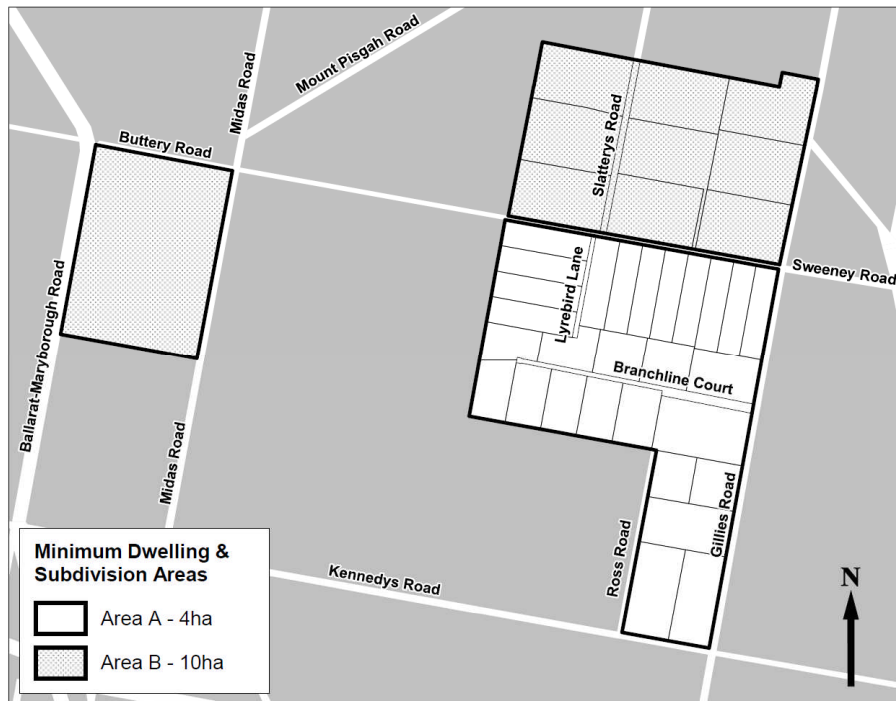 Mount Pisgah Road
Midas Road
Buttery Road
Slatterys Road
Sweeney Road
Lyrebird Lane
Ballarat-Maryborough Road
Branchline Court
Midas Road
Gillies Road
Ross Road
Kennedys Road
Minimum Dwelling &
Subdivision Areas
Area A - 4ha
Area B - 10ha
N